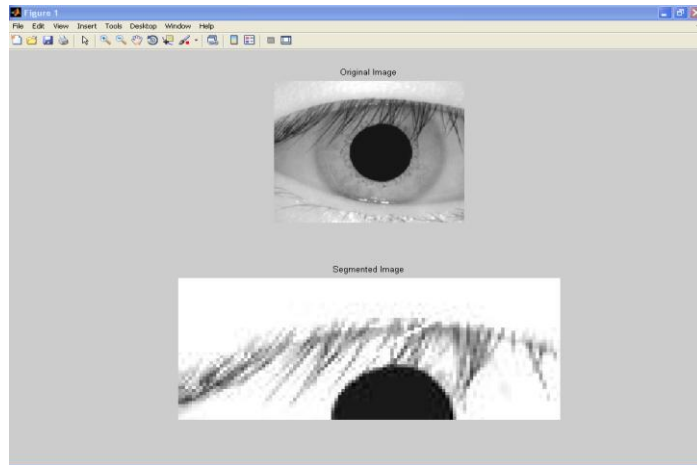 Figure 1
File Edit View Insert Tools Desktop Window Help
Original Image
Segmented Image